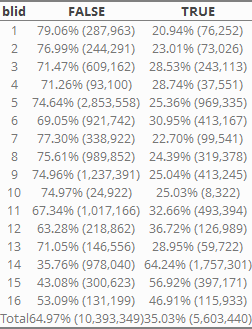 blid FALSE TRUE
1 79.06% (287,963) 20.94% (76,252)
2 76.99% (244,291) 23.01% (73,026)
3 71.47% (609,162) 28.53% (243,113)
4 71.26% (93,100) 28.74% (37,551)
5 74.64% (2,853,558) 25.36% (969,335)
6 69.05% (921,742) 30.95% (413,167)
7 77.30% (338,922) 22.70% (99,541)
8 75.61% (989,852) 24.39% (319,378)
9 74.96% (1,237,391) 25.04% (413,245)
10 74.97% (24,922) 25.03% (8,322)
11 67.34% (1,017,166) 32.66% (493,394)
12 63.28% (218,862) 36.72% (126,989)
13 71.05% (146,556) 28.95% (59,722)
14 35.76% (978,040) 64.24% (1,757,301)
15 43.08% (300,623) 56.92% (397,171)
16 53.09% (131,199) 46.91% (115,933)
Total 64.97% (10,393,349) 35.03% (5,603,440)